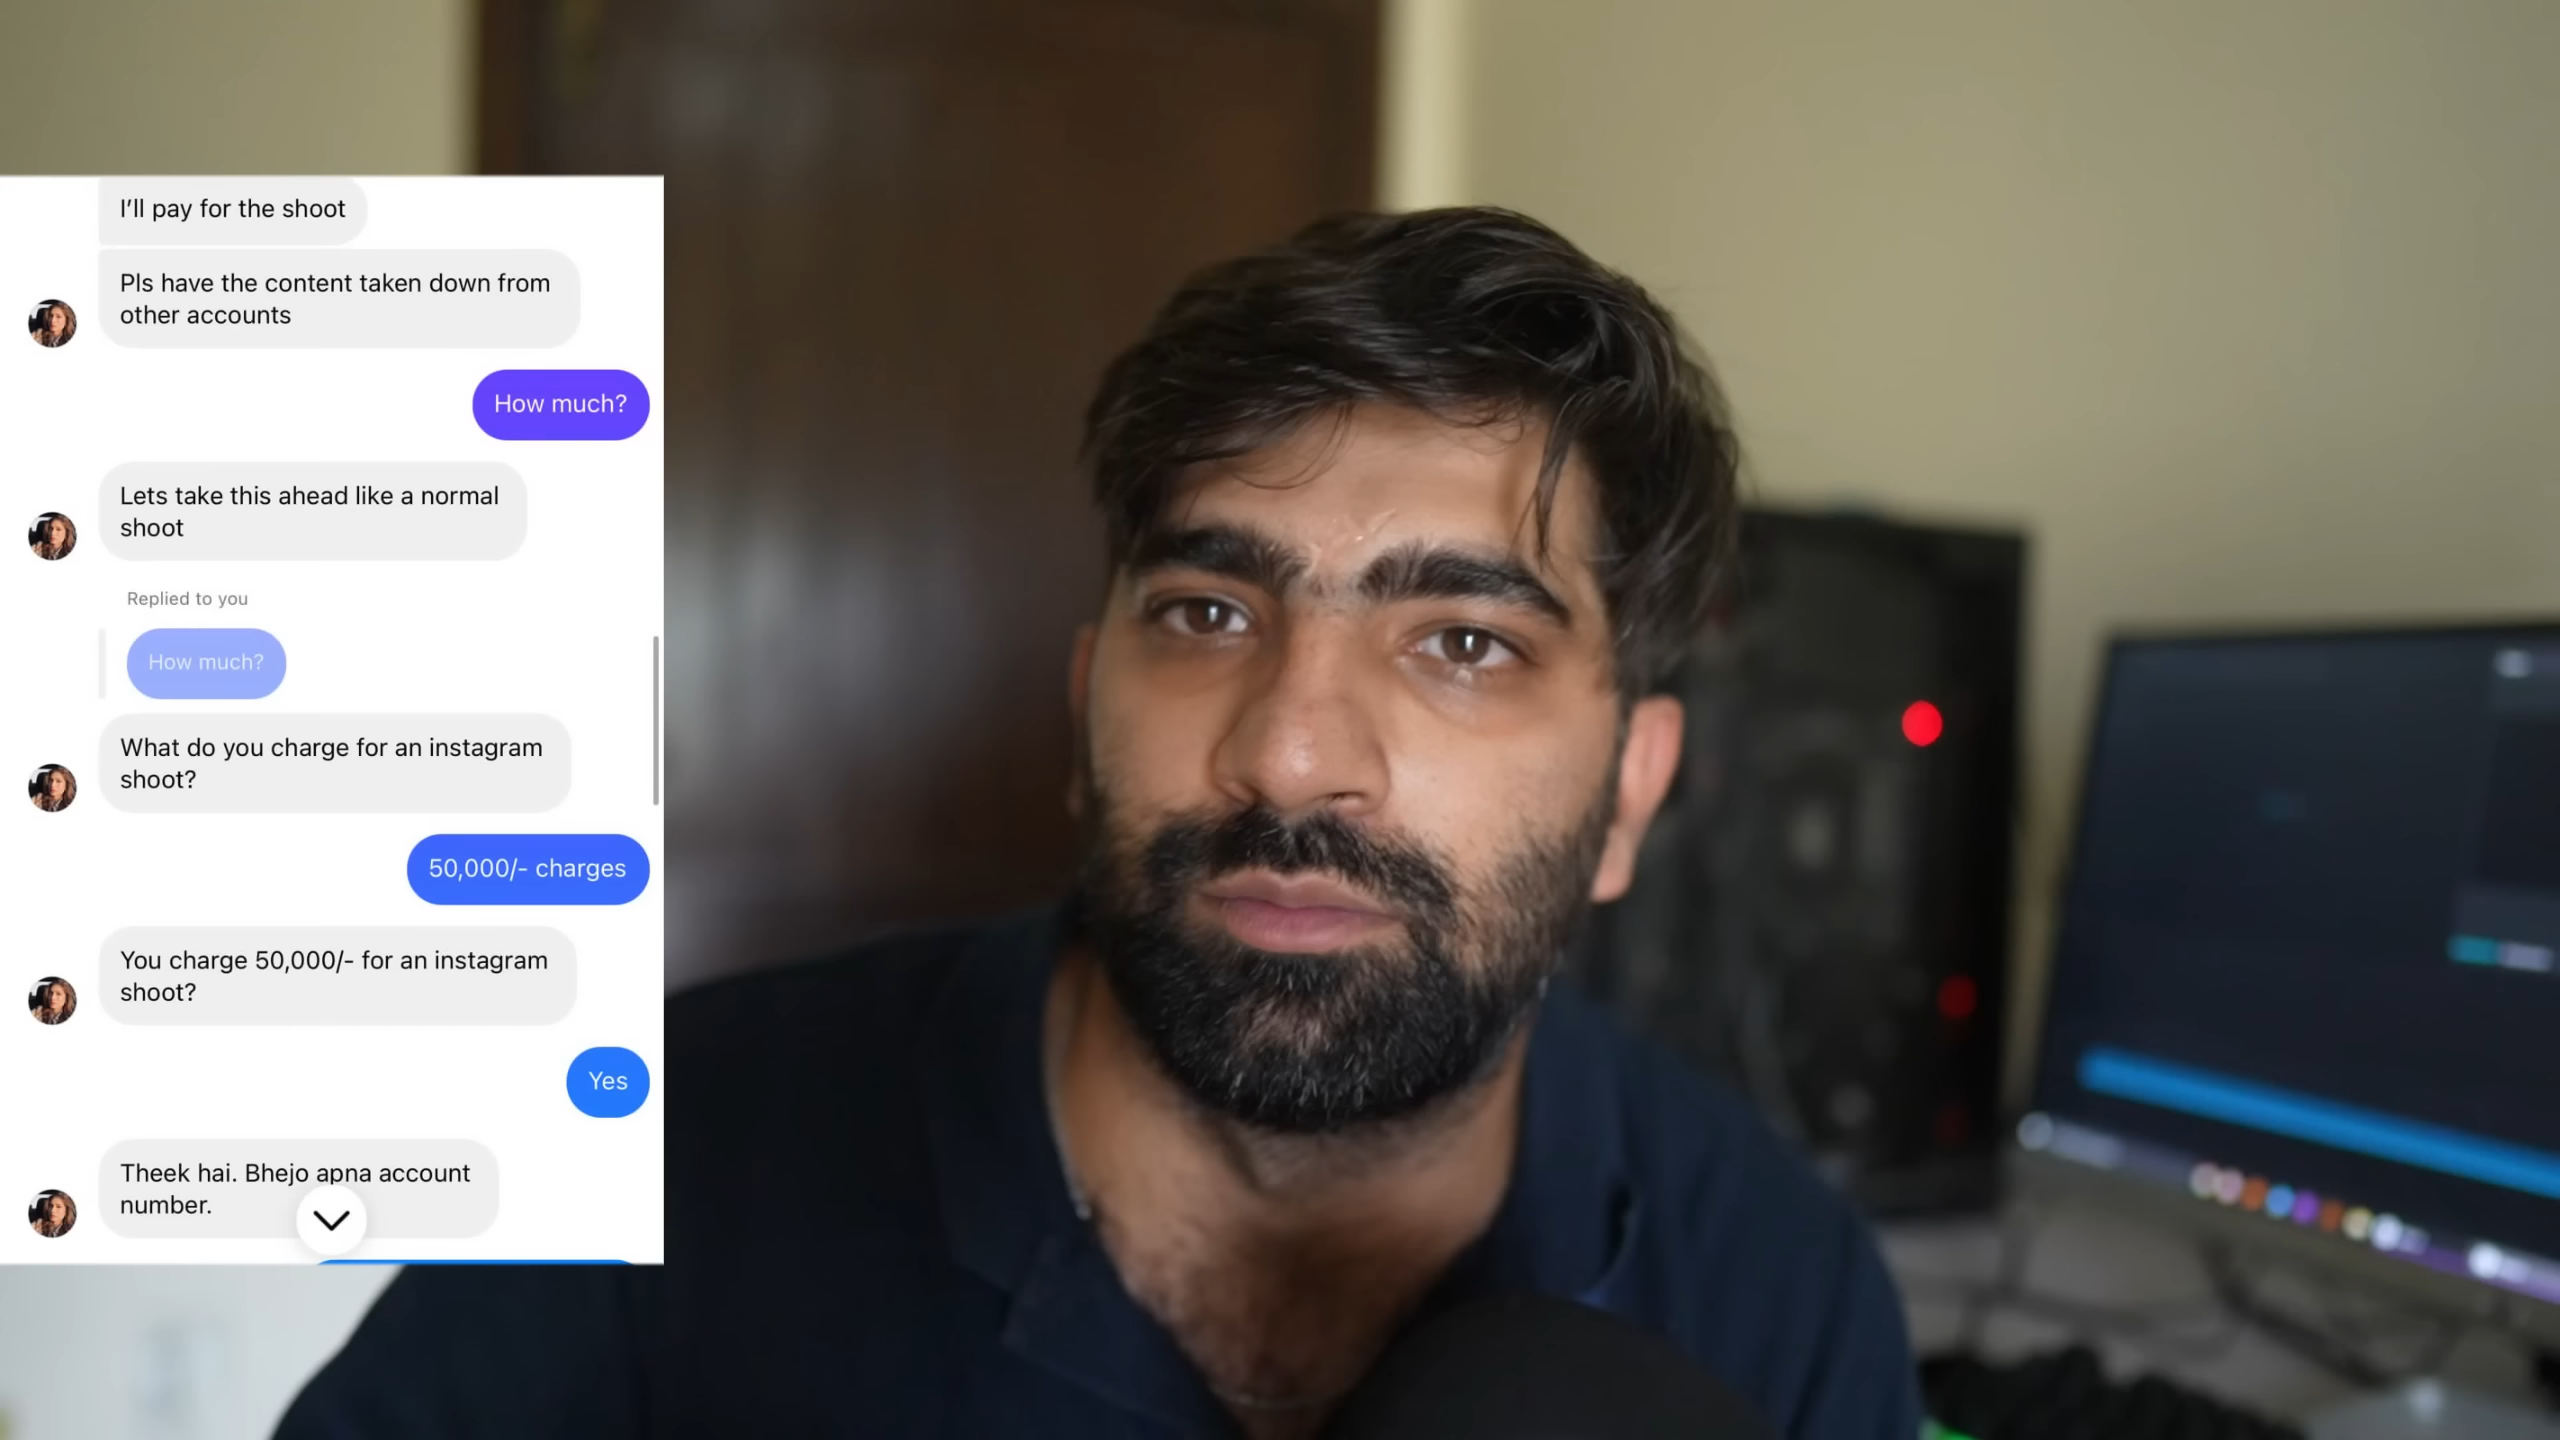 I’ll pay for the shoot
Pls have the content taken down from
other accounts
How much?
Lets take this ahead like a normal
shoot
Replied to you
How much?
What do you charge for an instagram
shoot?
50,000/- charges
You charge 50,000/- for an instagram
shoot?
Yes
Theek hai. Bhejo apna account
number.